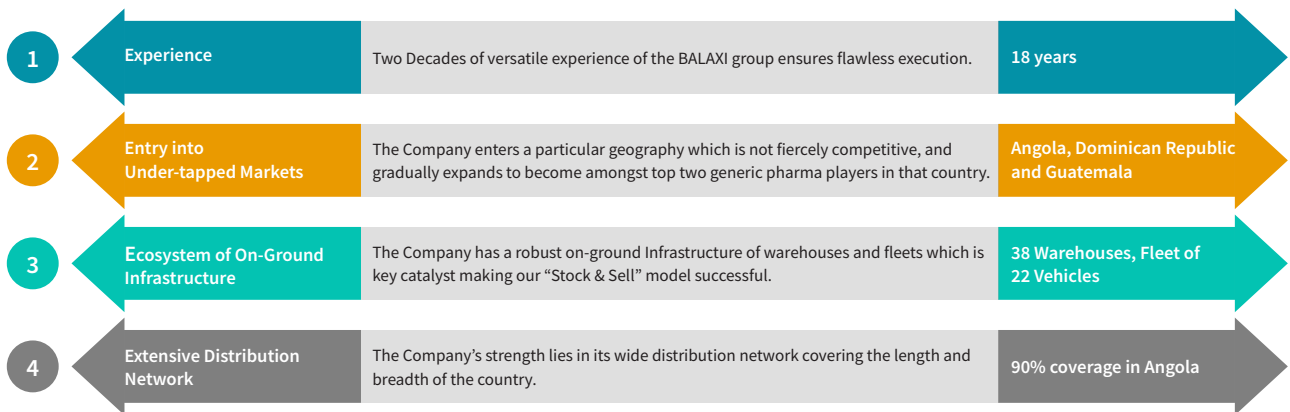 1
Experience
Two Decades of versatile experience of the BALAXI group ensures flawless execution.
18 years
2
Entry into
Under-tapped Markets
The Company enters a particular geography which is not fiercely competitive, and
gradually expands to become amongst top two generic pharma players in that country.
Angola, Dominican Republic
and Guatemala
3
Ecosystem of On-Ground
Infrastructure
The Company has a robust on-ground Infrastructure of warehouses and fleets which is
key catalyst making our “Stock & Sell” model successful.
38 Warehouses, Fleet of
22 Vehicles
4
Extensive Distribution
Network
The Company’s strength lies in its wide distribution network covering the length and
breadth of the country.
90% coverage in Angola